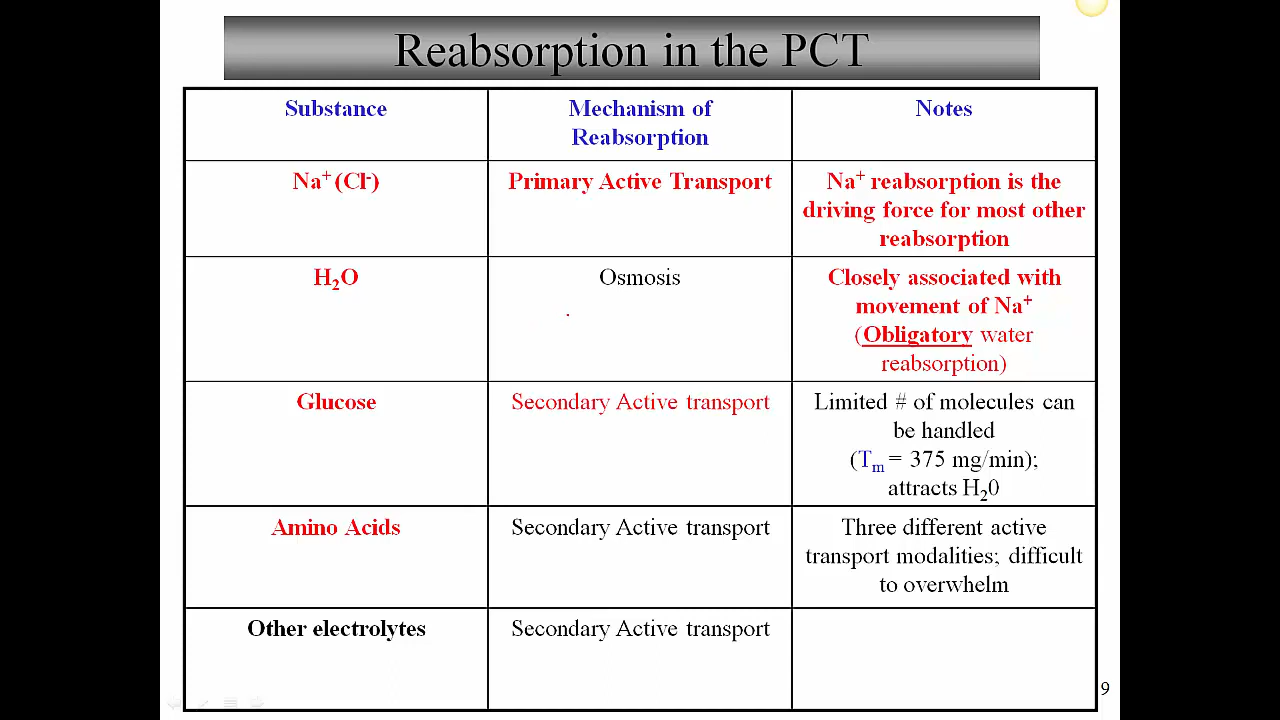 Reabsorption in the PCT
Substance
Mechanism of
Reabsorption
Notes
Na⁺ (Cl⁻)
Primary Active Transport
Na⁺ reabsorption is the
driving force for most other
reabsorption
H₂O
Osmosis
Closely associated with
movement of Na⁺
(Obligatory water
reabsorption)
Glucose
Secondary Active transport
Limited # of molecules can
be handled
(Tₘ = 375 mg/min);
attracts H₂0
Amino Acids
Secondary Active transport
Three different active
transport modalities; difficult
to overwhelm
Other electrolytes
Secondary Active transport
9